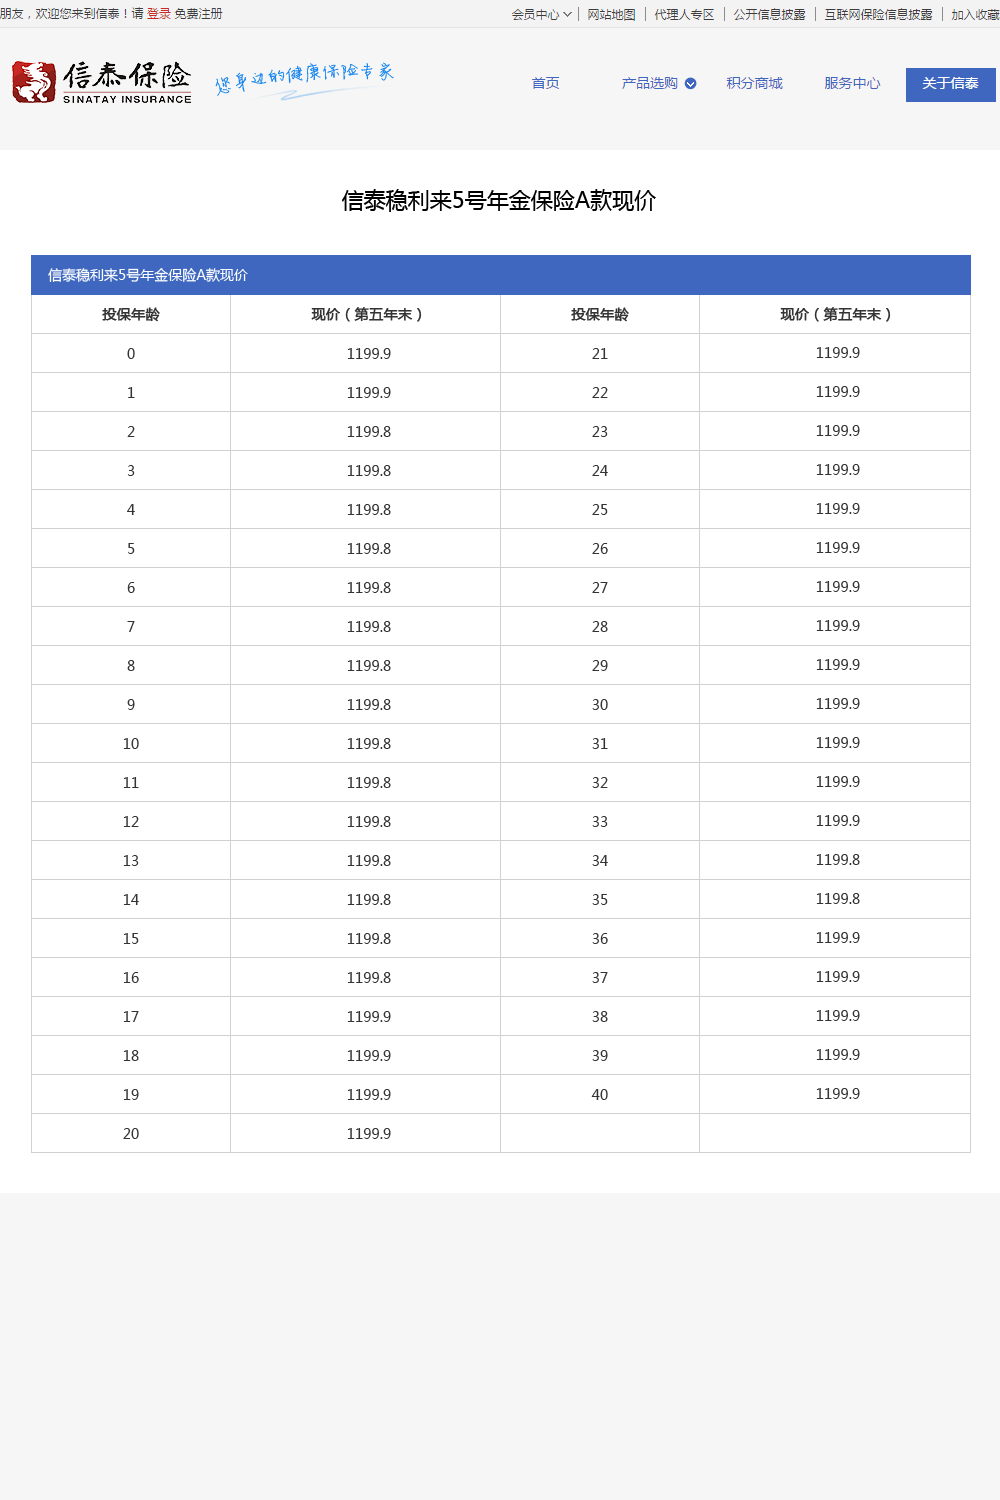 朋友，欢迎您来到信泰！请 登录 免费注册 会员中心 网站地图 代理人专区 公开信息披露 互联网保险信息披露 加入收藏
信泰保险 SINATAY INSURANCE 您身边的健康保险专家
首页 产品选购 积分商城 服务中心 关于信泰
信泰稳利来5号年金保险A款现价
信泰稳利来5号年金保险A款现价
投保年龄 现价（第五年末） 投保年龄 现价（第五年末）
0 1199.9 21 1199.9
1 1199.9 22 1199.9
2 1199.8 23 1199.9
3 1199.8 24 1199.9
4 1199.8 25 1199.9
5 1199.8 26 1199.9
6 1199.8 27 1199.9
7 1199.8 28 1199.9
8 1199.8 29 1199.9
9 1199.8 30 1199.9
10 1199.8 31 1199.9
11 1199.8 32 1199.9
12 1199.8 33 1199.9
13 1199.8 34 1199.8
14 1199.8 35 1199.8
15 1199.8 36 1199.9
16 1199.8 37 1199.9
17 1199.9 38 1199.9
18 1199.9 39 1199.9
19 1199.9 40 1199.9
20 1199.9